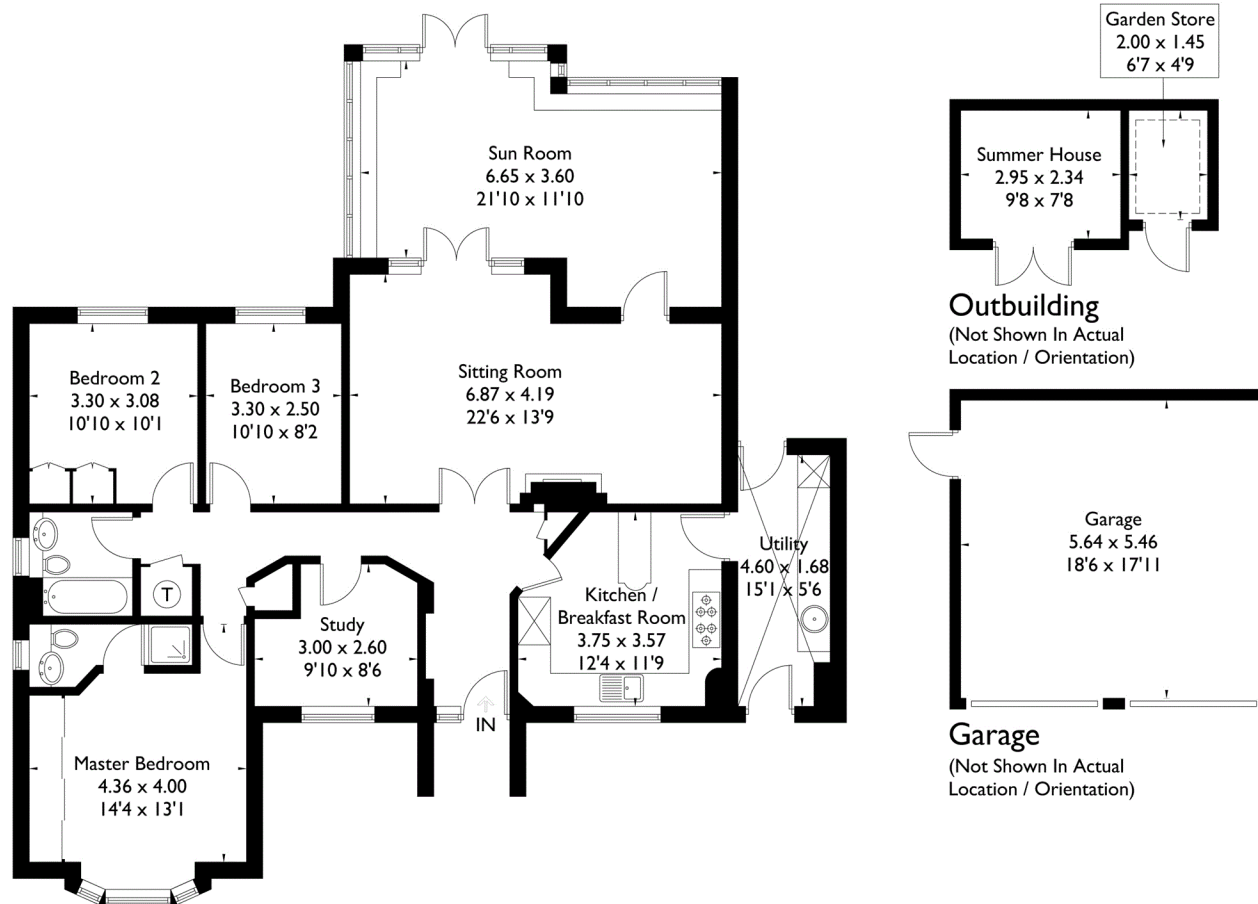 Garden Store
2.00 x 1.45
6'7 x 4'9
Sun Room
6.65 x 3.60
21'10 x 11'10
Summer House
2.95 x 2.34
9'8 x 7'8
Outbuilding
(Not Shown In Actual
Location / Orientation)
Bedroom 2
3.30 x 3.08
10'10 x 10'1
Bedroom 3
3.30 x 2.50
10'10 x 8'2
Sitting Room
6.87 x 4.19
22'6 x 13'9
Utility
4.60 x 1.68
15'1 x 5'6
Garage
5.64 x 5.46
18'6 x 17'11
T
Study
3.00 x 2.60
9'10 x 8'6
Kitchen /
Breakfast Room
3.75 x 3.57
12'4 x 11'9
IN
Master Bedroom
4.36 x 4.00
14'4 x 13'1
Garage
(Not Shown In Actual
Location / Orientation)